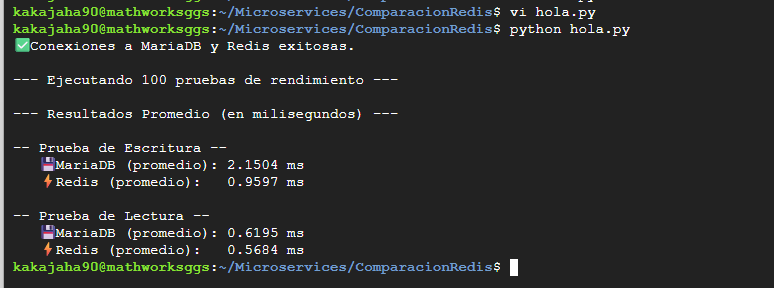 kakajaha90@mathworksggs:~/Microservices/ComparacionRedis$ vi hola.py
kakajaha90@mathworksggs:~/Microservices/ComparacionRedis$ python hola.py
✅Conexiones a MariaDB y Redis exitosas.
--- Ejecutando 100 pruebas de rendimiento ---
--- Resultados Promedio (en milisegundos) ---
-- Prueba de Escritura --
💾MariaDB (promedio): 2.1504 ms
⚡Redis (promedio):   0.9597 ms
-- Prueba de Lectura --
💾MariaDB (promedio): 0.6195 ms
⚡Redis (promedio):   0.5684 ms
kakajaha90@mathworksggs:~/Microservices/ComparacionRedis$